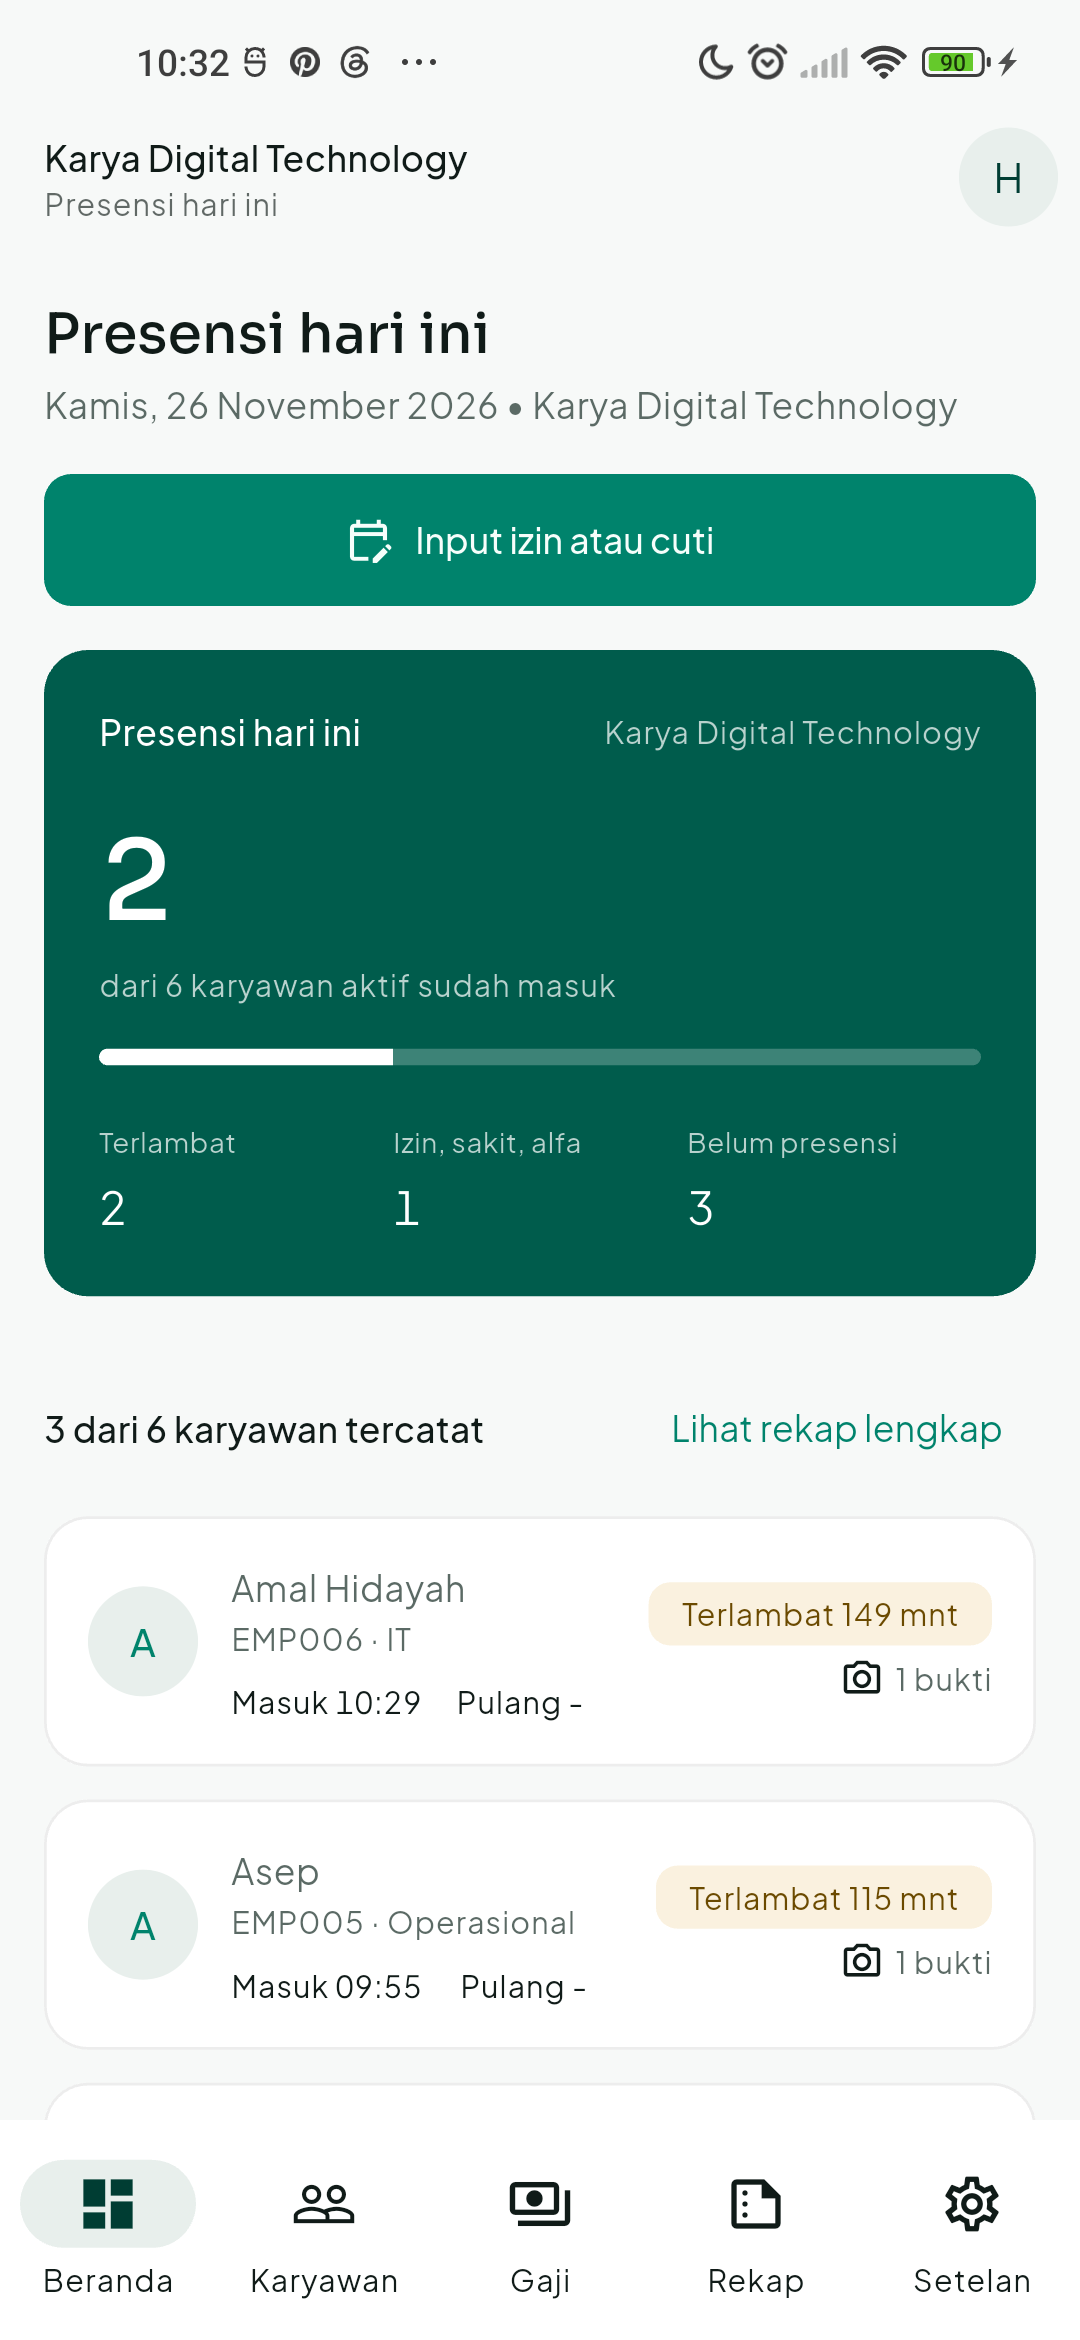 10:32
90
Karya Digital Technology
Presensi hari ini
H
Presensi hari ini
Kamis, 26 November 2026 • Karya Digital Technology
Input izin atau cuti
Presensi hari ini
Karya Digital Technology
2
dari 6 karyawan aktif sudah masuk
Terlambat
Izin, sakit, alfa
Belum presensi
2
1
3
3 dari 6 karyawan tercatat
Lihat rekap lengkap
A
Amal Hidayah
EMP006 · IT
Masuk 10:29 Pulang -
Terlambat 149 mnt
1 bukti
A
Asep
EMP005 · Operasional
Masuk 09:55 Pulang -
Terlambat 115 mnt
1 bukti
Beranda
Karyawan
Gaji
Rekap
Setelan